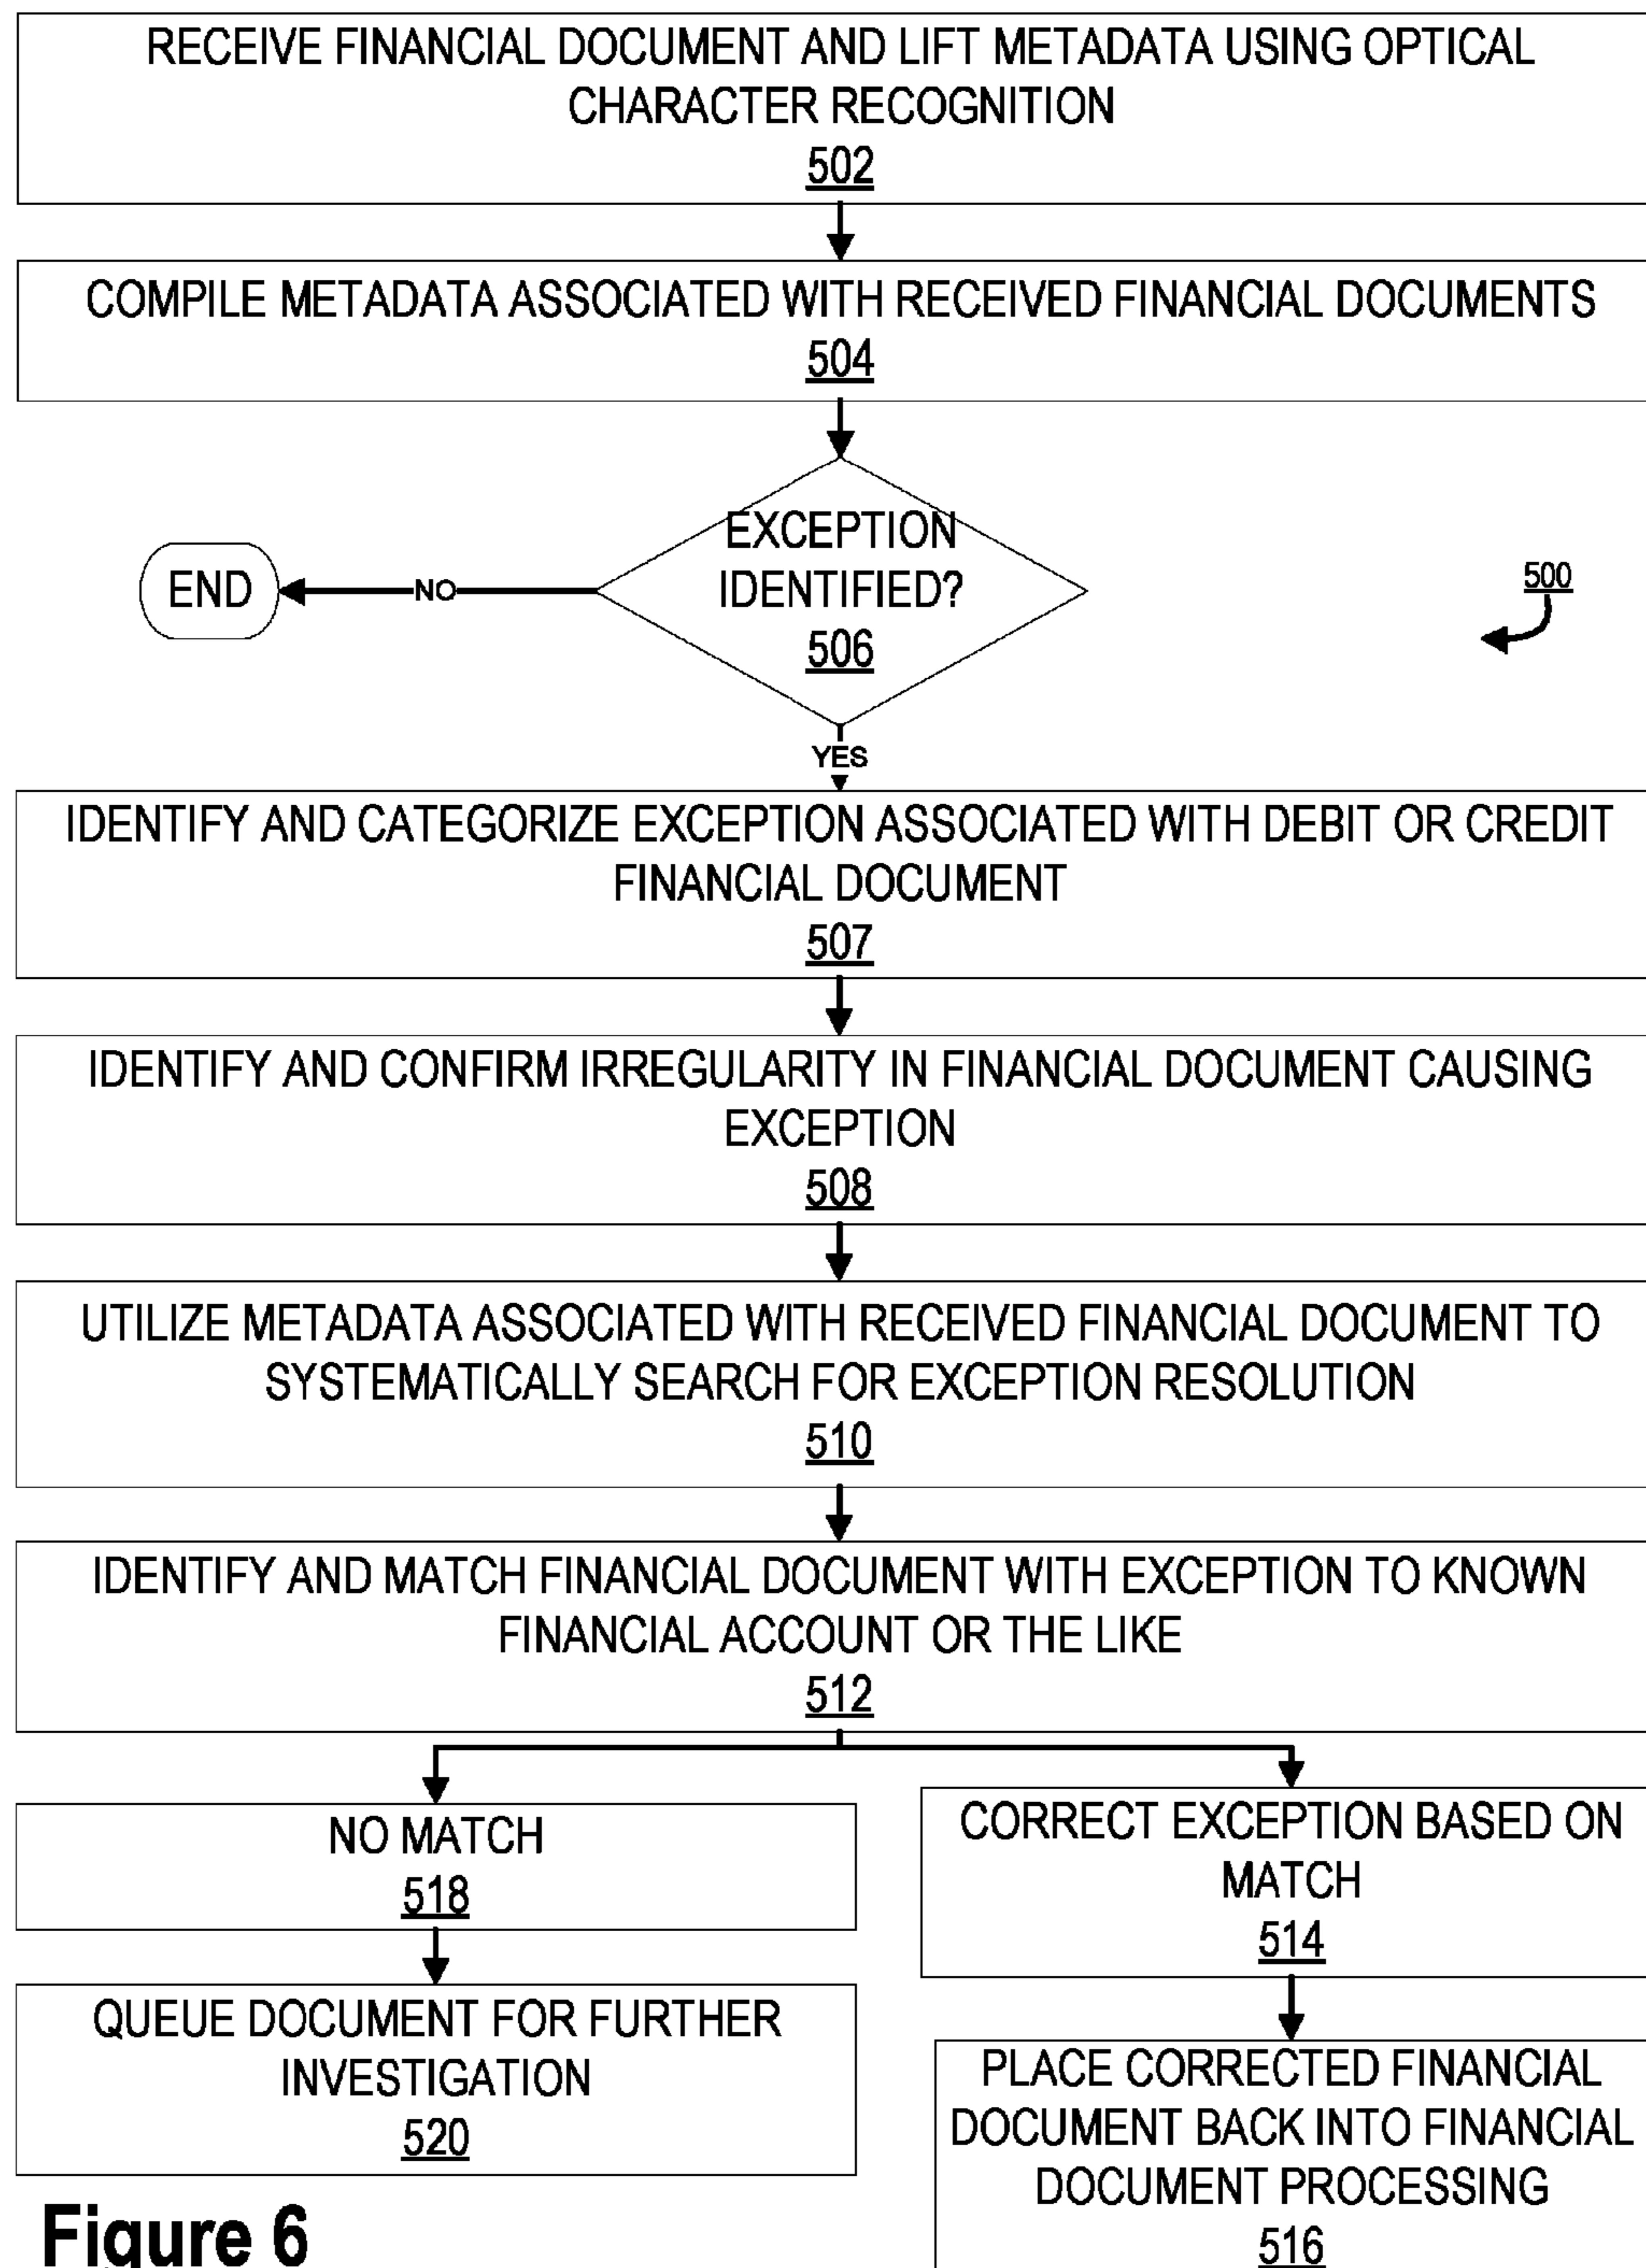 RECEIVE FINANCIAL DOCUMENT AND LIFT METADATA USING OPTICAL
CHARACTER RECOGNITION
502
COMPILE METADATA ASSOCIATED WITH RECEIVED FINANCIAL DOCUMENTS
504
EXCEPTION
IDENTIFIED?
506
END
NO
500
YES
IDENTIFY AND CATEGORIZE EXCEPTION ASSOCIATED WITH DEBIT OR CREDIT
FINANCIAL DOCUMENT
507
IDENTIFY AND CONFIRM IRREGULARITY IN FINANCIAL DOCUMENT CAUSING
EXCEPTION
508
UTILIZE METADATA ASSOCIATED WITH RECEIVED FINANCIAL DOCUMENT TO
SYSTEMATICALLY SEARCH FOR EXCEPTION RESOLUTION
510
IDENTIFY AND MATCH FINANCIAL DOCUMENT WITH EXCEPTION TO KNOWN
FINANCIAL ACCOUNT OR THE LIKE
512
NO MATCH
518
QUEUE DOCUMENT FOR FURTHER
INVESTIGATION
520
CORRECT EXCEPTION BASED ON
MATCH
514
PLACE CORRECTED FINANCIAL
DOCUMENT BACK INTO FINANCIAL
DOCUMENT PROCESSING
516
Figure 6